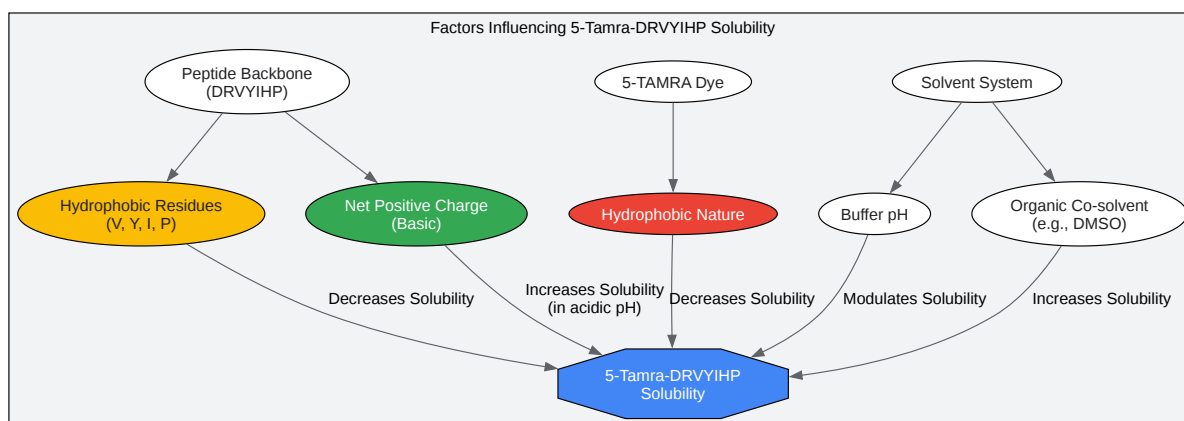 Factors Influencing 5-Tamra-DRVYIHP Solubility
Peptide Backbone
(DRVYIHP)
5-TAMRA Dye
Solvent System
Hydrophobic Residues
(V, Y, I, P)
Net Positive Charge
(Basic)
Hydrophobic Nature
Buffer pH
Organic Co-solvent
(e.g., DMSO)
Decreases Solubility
Increases Solubility
(in acidic pH)
Decreases Solubility
Modulates Solubility
Increases Solubility
5-Tamra-DRVYIHP
Solubility